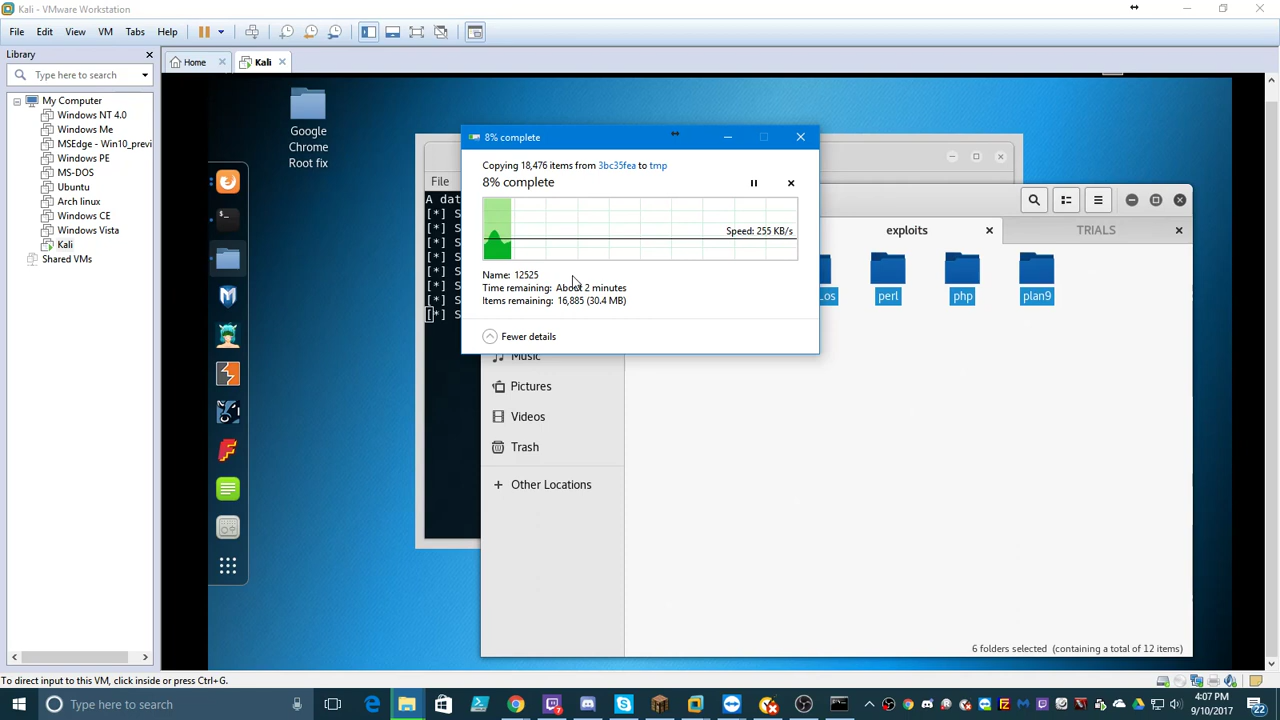 Kali - VMware Workstation
File Edit View VM Tabs Help
Library
Type here to search
My Computer
Windows NT 4.0
Windows Me
MSEdge - Win10_previ
Windows PE
MS-DOS
Ubuntu
Arch linux
Windows CE
Windows Vista
Kali
Shared VMs
Home
Kali
Google
Chrome
Root fix
File
A dat
[*] S
[*] S
[*] S
[*] S
[*] S
[*] S
[*] S
[*] S
8% complete
Copying 18,476 items from 3bc35fea to tmp
8% complete
Speed: 255 KB/s
Name: 12525
Time remaining: About 2 minutes
Items remaining: 16,885 (30.4 MB)
Fewer details
exploits
TRIALS
os
perl
php
plan9
Music
Pictures
Videos
Trash
+ Other Locations
6 folders selected (containing a total of 12 items)
To direct input to this VM, click inside or press Ctrl+G.
Type here to search
4:07 PM
9/10/2017
22